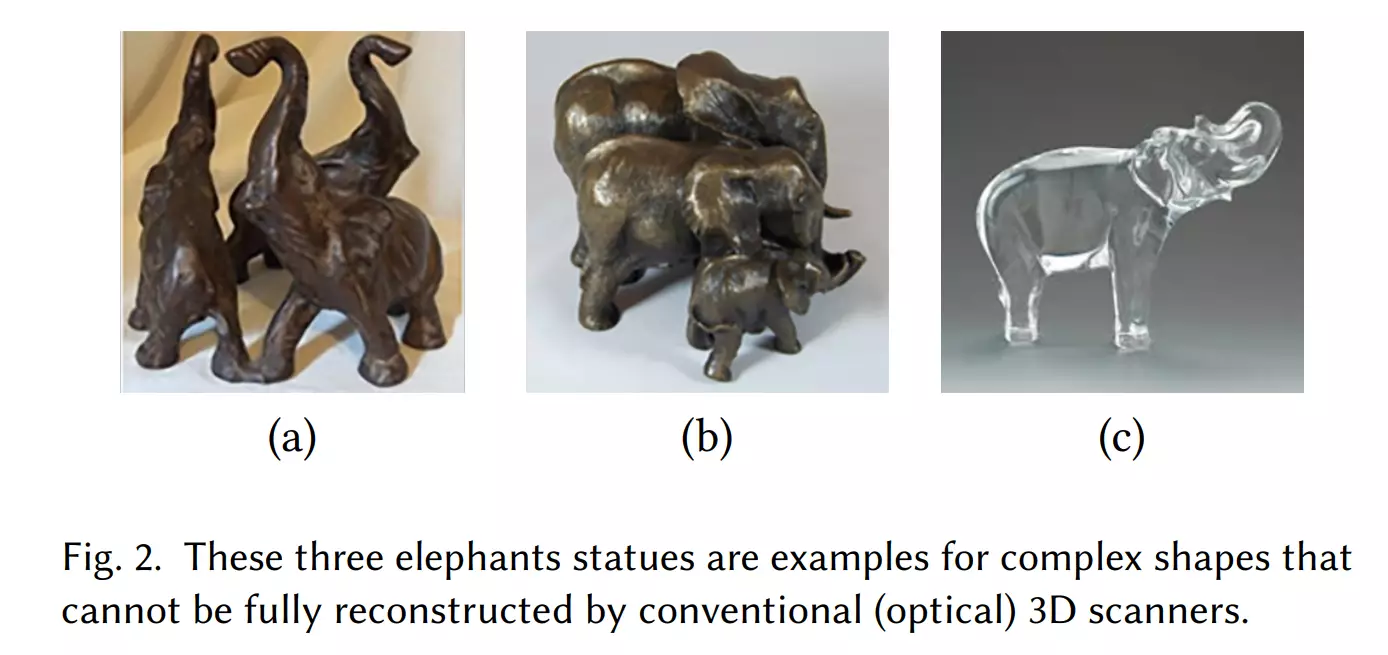 (a)
(b)
(c)
Fig. 2. These three elephants statues are examples for complex shapes that
cannot be fully reconstructed by conventional (optical) 3D scanners.